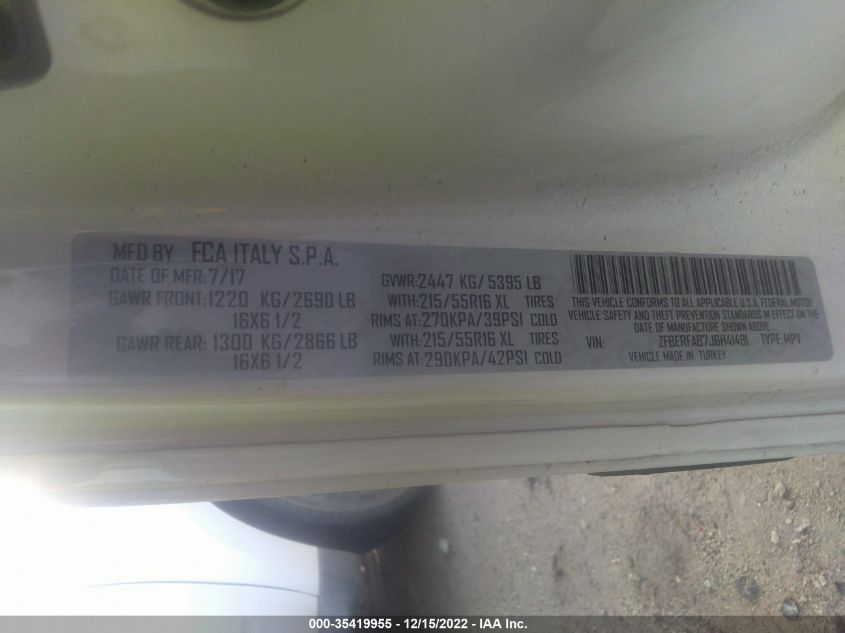 MFD BY FCA ITALY S.P.A.
DATE OF MFR:7/17 GVWR:2447 KG/5395 LB
GAWR FRONT:1220 KG/2690 LB WITH:215/55R16 XL TIRES
16X6 1/2 RIMS AT:270KPA/39PSI COLD
GAWR REAR: 1300 KG/2866 LB WITH:215/55R16 XL TIRES
16X6 1/2 RIMS AT:290KPA/42PSI COLD
THIS VEHICLE CONFORMS TO ALL APPLICABLE U.S.A. FEDERAL MOTOR
VEHICLE SAFETY AND THEFT PREVENTION STANDARDS IN EFFECT ON THE
DATE OF MANUFACTURE SHOWN ABOVE.
VIN: ZFBERFAB7J6H41491 TYPE:MPV
VEHICLE MADE IN: TURKEY
000-35419955 - 12/15/2022 - IAA Inc.